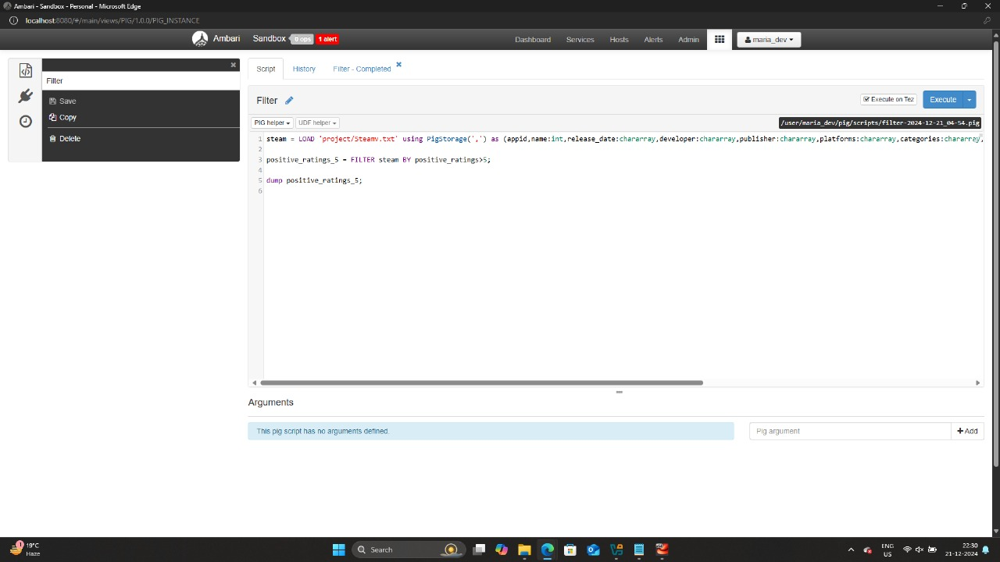 Ambari - Sandbox - Personal - Microsoft Edge
localhost:8080/#/main/views/PIG/1.0.0/PIG_INSTANCE
Ambari Sandbox 0 ops 1 alert Dashboard Services Hosts Alerts Admin maria_dev
Script History Filter - Completed
Filter
Save
Copy
Delete
Filter Execute on Tez Execute
PIG helper UDF helper /user/maria_dev/pig/scripts/filter-2024-12-21_04-54.pig
1 steam = LOAD 'project/Steamv.txt' using PigStorage(',') as (appid,name:int,release_date:chararray,developer:chararray,publisher:chararray,platforms:chararray,categories:chararray,
2
3 positive_ratings_5 = FILTER steam BY positive_ratings>5;
4
5 dump positive_ratings_5;
6
Arguments
This pig script has no arguments defined. Pig argument Add
1 19°C
Haze
Search
ENG
US
22:30
21-12-2024